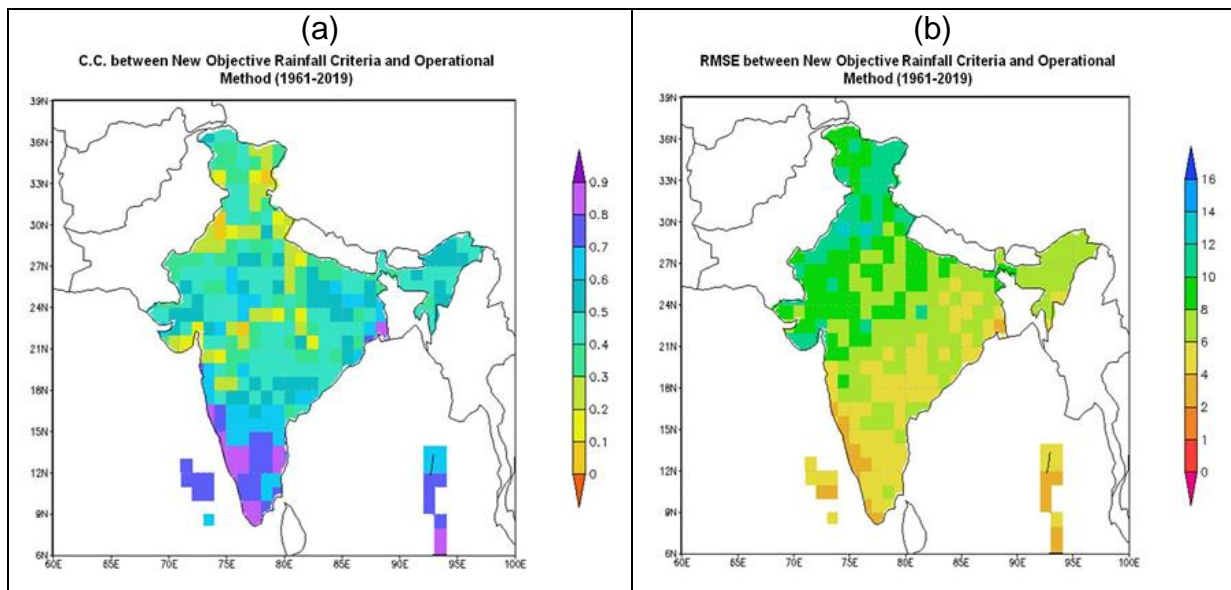 (a)
C.C. between New Objective Rainfall Criteria and Operational
Method (1961-2019)
39N
36N
33N
30N
27N
24N
21N
18N
15N
12N
9N
6N
60E
65E
70E
75E
80E
85E
90E
95E
100E
0.9
0.8
0.7
0.6
0.5
0.4
0.3
0.2
0.1
0
(b)
RMSE between New Objective Rainfall Criteria and Operational
Method (1961-2019)
39N
36N
33N
30N
27N
24N
21N
18N
15N
12N
9N
6N
60E
65E
70E
75E
80E
85E
90E
95E
100E
16
14
12
10
8
6
4
2
1
0